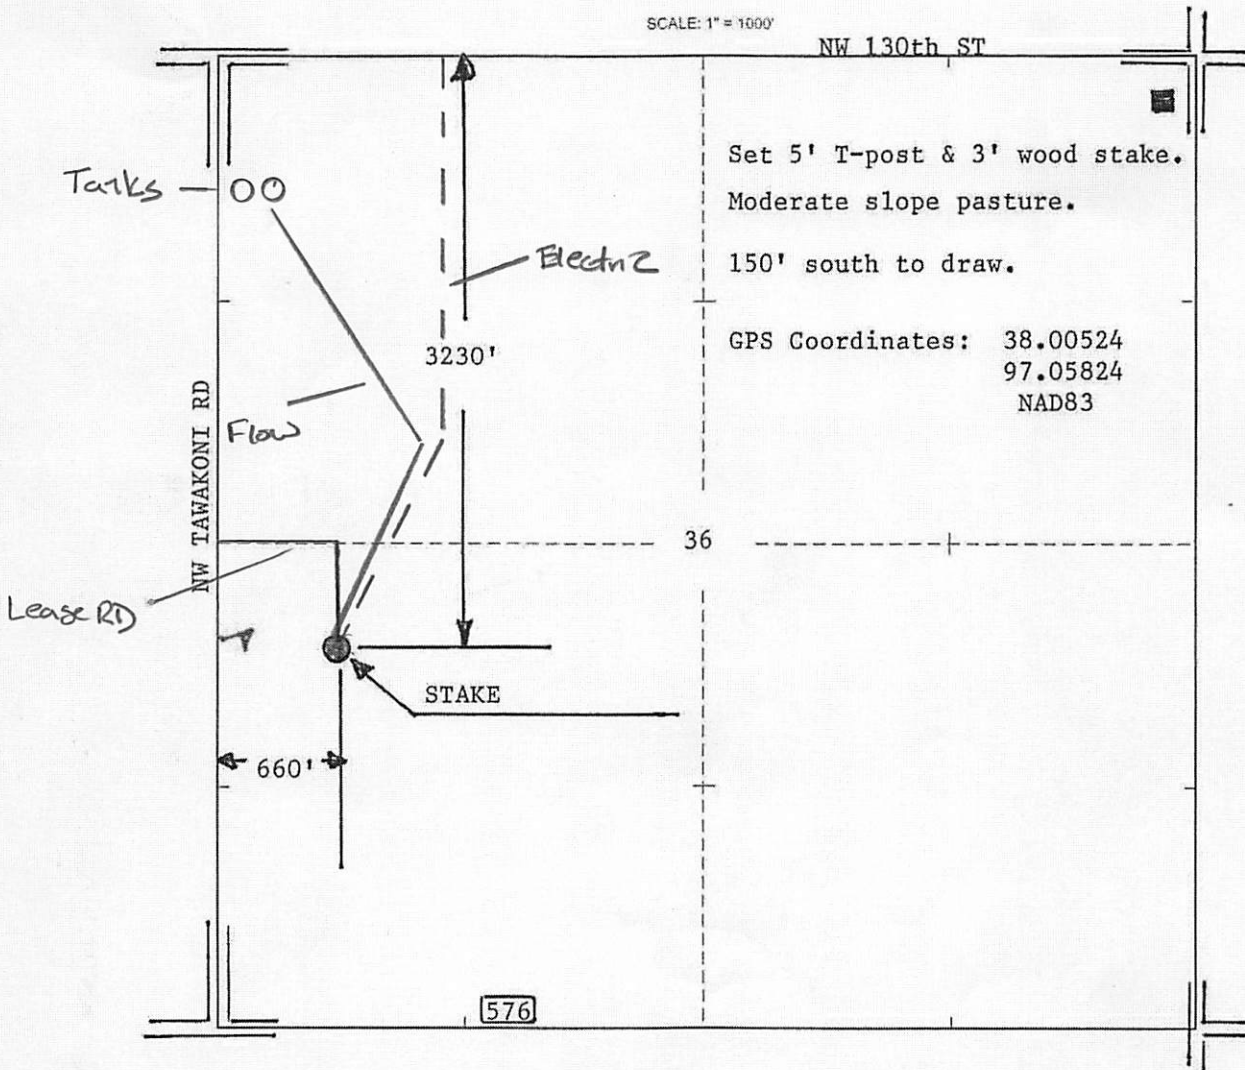 SCALE: 1" = 1000'
NW 130th ST
Set 5' T-post & 3' wood stake.
Moderate slope pasture.
150' south to draw.
GPS Coordinates: 38.00524
97.05824
NAD83
Tanks
Electric
3230'
Flow
NW TAWAKONI RD
36
Lease RD
STAKE
660'
576